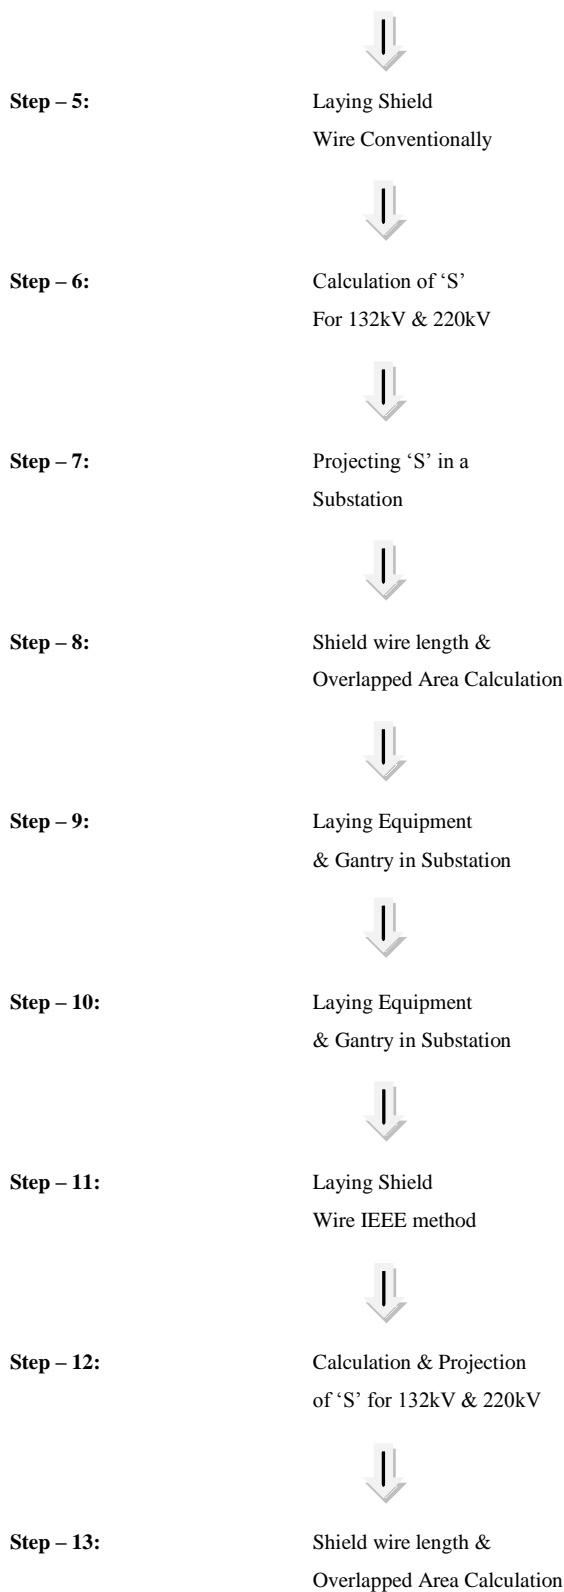 Step – 5: Laying Shield
Wire Conventionally
Step – 6: Calculation of ‘S’
For 132kV & 220kV
Step – 7: Projecting ‘S’ in a
Substation
Step – 8: Shield wire length &
Overlapped Area Calculation
Step – 9: Laying Equipment
& Gantry in Substation
Step – 10: Laying Equipment
& Gantry in Substation
Step – 11: Laying Shield
Wire IEEE method
Step – 12: Calculation & Projection
of ‘S’ for 132kV & 220kV
Step – 13: Shield wire length &
Overlapped Area Calculation